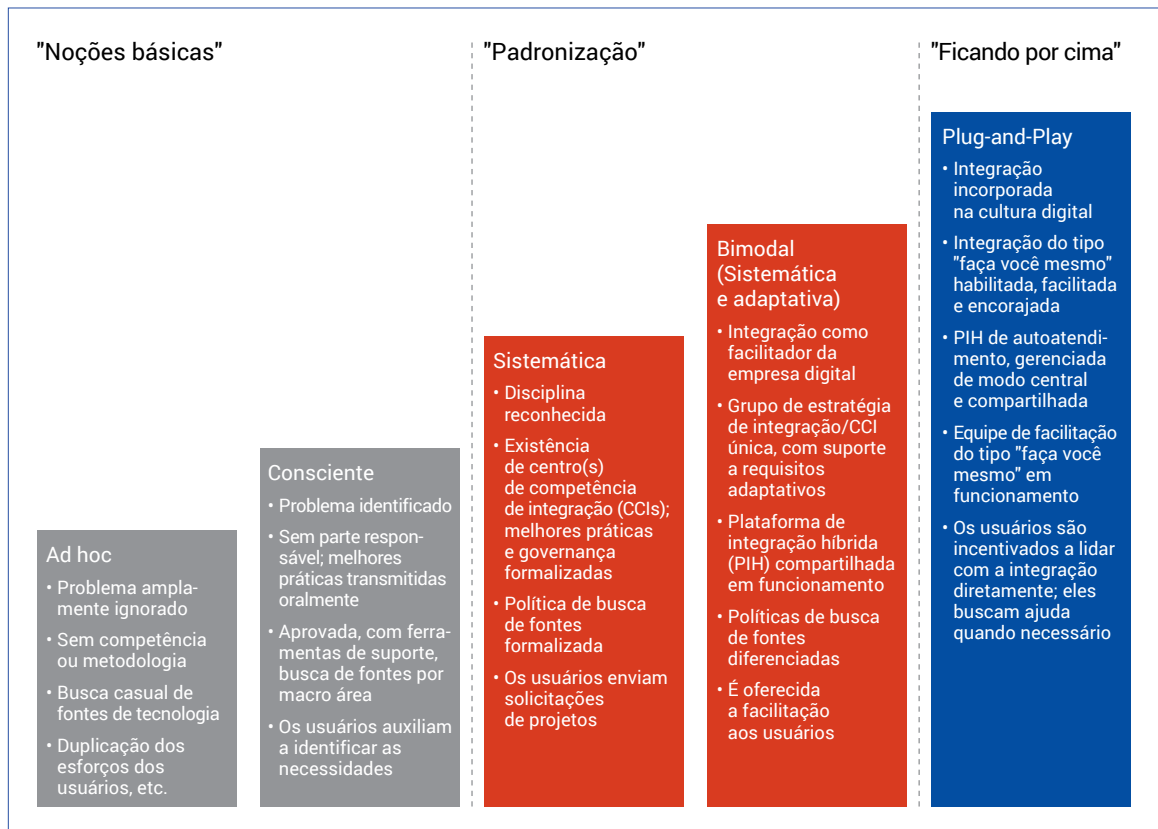 "Noções básicas"
"Padronização"
"Ficando por cima"
Ad hoc
• Problema ampla-
mente ignorado
• Sem competência
ou metodologia
• Busca casual de
fontes de tecnologia
• Duplicação dos
esforços dos
usuários, etc.
Consciente
• Problema identificado
• Sem parte respon-
sável; melhores
práticas transmitidas
oralmente
• Aprovada, com ferra-
mentas de suporte,
busca de fontes por
macro área
• Os usuários auxiliam
a identificar as
necessidades
Sistemática
• Disciplina
reconhecida
• Existência
de centro(s)
de competência
de integração (CCIs);
melhores práticas
e governança
formalizadas
• Política de busca
de fontes
formalizada
• Os usuários enviam
solicitações
de projetos
Bimodal
(Sistemática
e adaptativa)
• Integração como
facilitador da
empresa digital
• Grupo de estratégia
de integração/CCI
única, com suporte
a requisitos
adaptativos
• Plataforma de
integração híbrida
(PIH) compartilhada
em funcionamento
• Políticas de busca
de fontes
diferenciadas
• É oferecida
a facilitação
aos usuários
Plug-and-Play
• Integração
incorporada
na cultura digital
• Integração do tipo
"faça você mesmo"
habilitada, facilitada
e encorajada
• PIH de autoatendi-
mento, gerenciada
de modo central
e compartilhada
• Equipe de facilitação
do tipo "faça você
mesmo" em
funcionamento
• Os usuários são
incentivados a lidar
com a integração
diretamente; eles
buscam ajuda
quando necessário